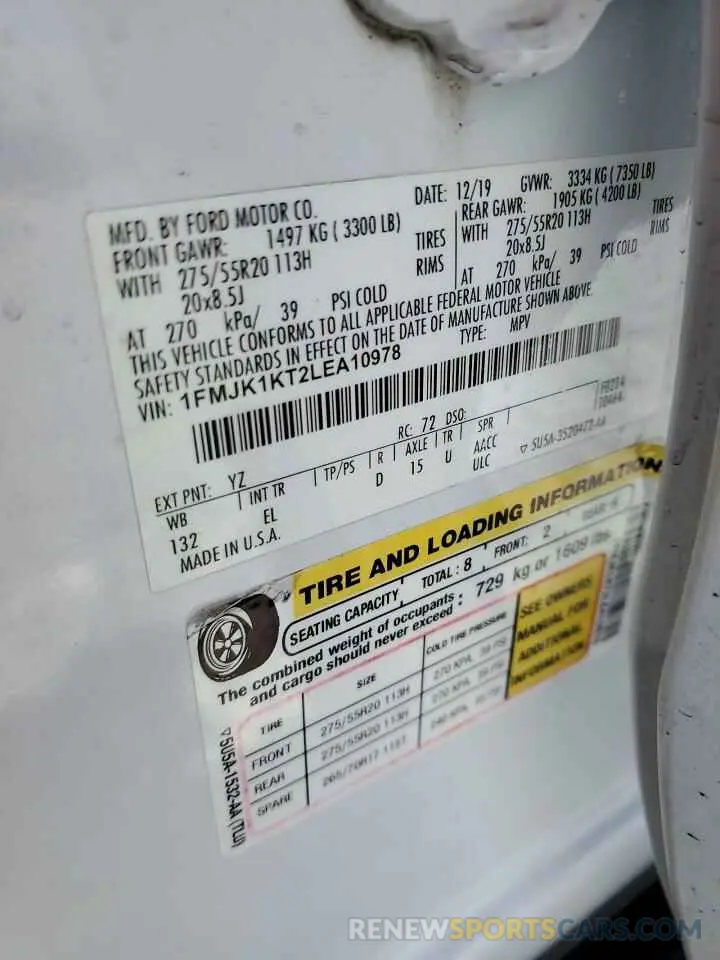 MFD. BY FORD MOTOR CO.
DATE: 12/19 GVWR: 3334 KG ( 7350 LB)
FRONT GAWR: 1497 KG ( 3300 LB)
WITH 275/55R20 113H TIRES
20x8.5J RIMS
AT 270 kPa/ 39 PSI COLD
REAR GAWR: 1905 KG ( 4200 LB)
WITH 275/55R20 113H TIRES
20x8.5J RIMS
AT 270 kPa/ 39 PSI COLD
THIS VEHICLE CONFORMS TO ALL APPLICABLE FEDERAL MOTOR VEHICLE
SAFETY STANDARDS IN EFFECT ON THE DATE OF MANUFACTURE SHOWN ABOVE.
VIN: 1FMJK1KT2LEA10978 TYPE: MPV
EXT PNT: YZ RC: 72 DSO:
WB INT TR TP/PS R AXLE TR SPR
132 EL D 15 U AACC
ULC
MADE IN U.S.A.
5U5A-3520472-AA
TIRE AND LOADING INFORMATION
SEATING CAPACITY TOTAL: 8 FRONT: 2
The combined weight of occupants and cargo should never exceed: 729 kg or 1609 lbs.
TIRE SIZE COLD TIRE PRESSURE
FRONT 275/55R20 113H 270 KPA, 39 PSI
REAR 275/55R20 113H 270 KPA, 39 PSI
SPARE 265/70R17
SEE OWNERS
MANUAL FOR
ADDITIONAL
INFORMATION
5U5A-1532-AA (TLU)
RENEWSPORTSCARS.COM